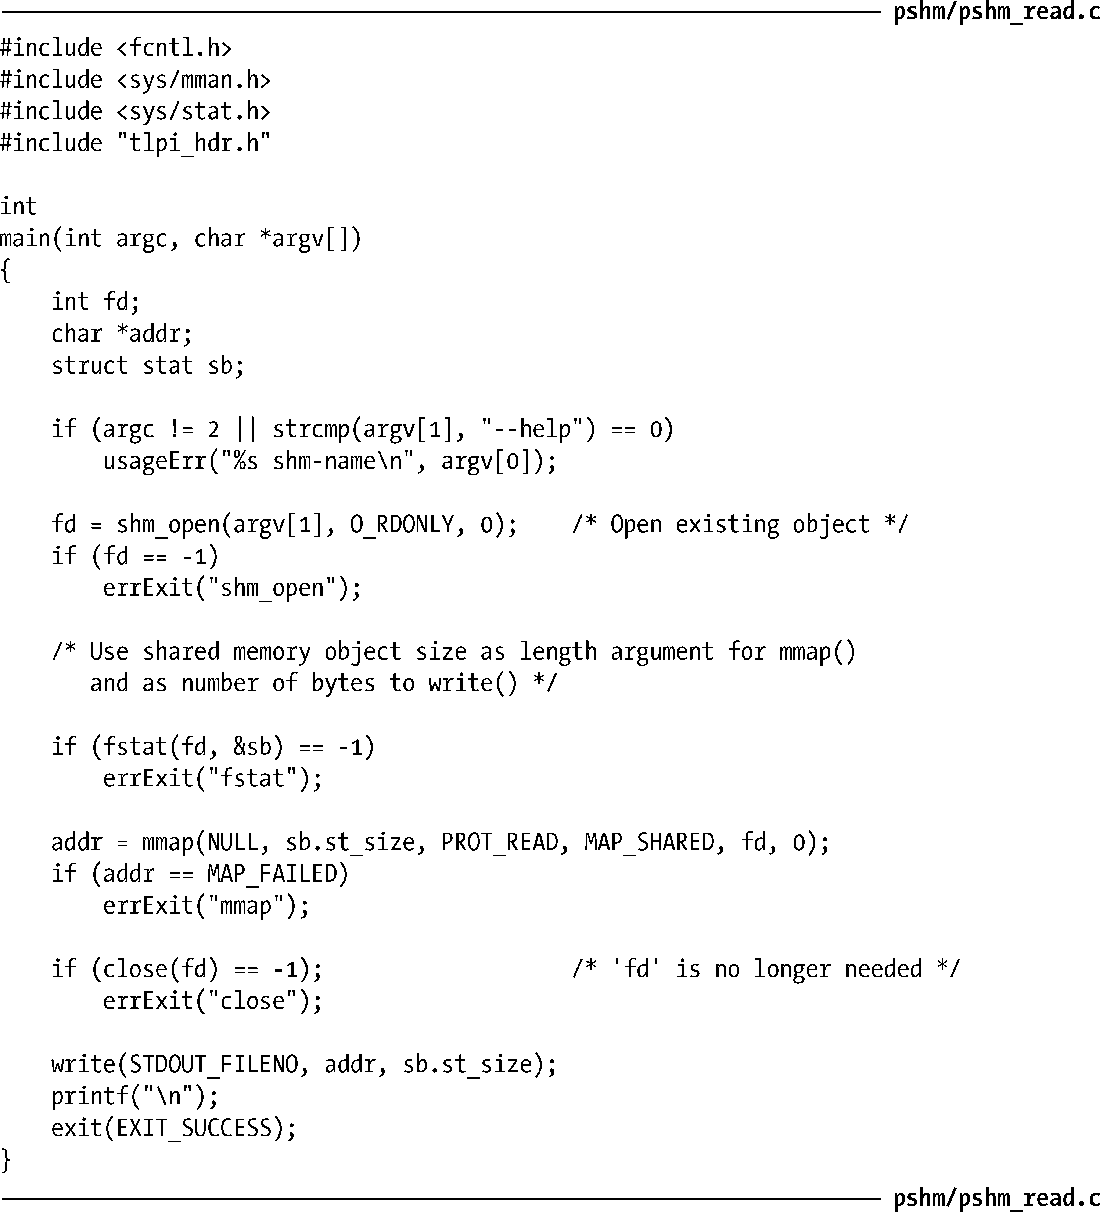 pshm/pshm_read.c
#include <fcntl.h>
#include <sys/mman.h>
#include <sys/stat.h>
#include "tlpi_hdr.h"

int
main(int argc, char *argv[])
{
    int fd;
    char *addr;
    struct stat sb;

    if (argc != 2 || strcmp(argv[1], "--help") == 0)
        usageErr("%s shm-name\n", argv[0]);

    fd = shm_open(argv[1], O_RDONLY, 0);    /* Open existing object */
    if (fd == -1)
        errExit("shm_open");

    /* Use shared memory object size as length argument for mmap()
       and as number of bytes to write() */

    if (fstat(fd, &sb) == -1)
        errExit("fstat");

    addr = mmap(NULL, sb.st_size, PROT_READ, MAP_SHARED, fd, 0);
    if (addr == MAP_FAILED)
        errExit("mmap");

    if (close(fd) == -1);                   /* 'fd' is no longer needed */
        errExit("close");

    write(STDOUT_FILENO, addr, sb.st_size);
    printf("\n");
    exit(EXIT_SUCCESS);
}
pshm/pshm_read.c